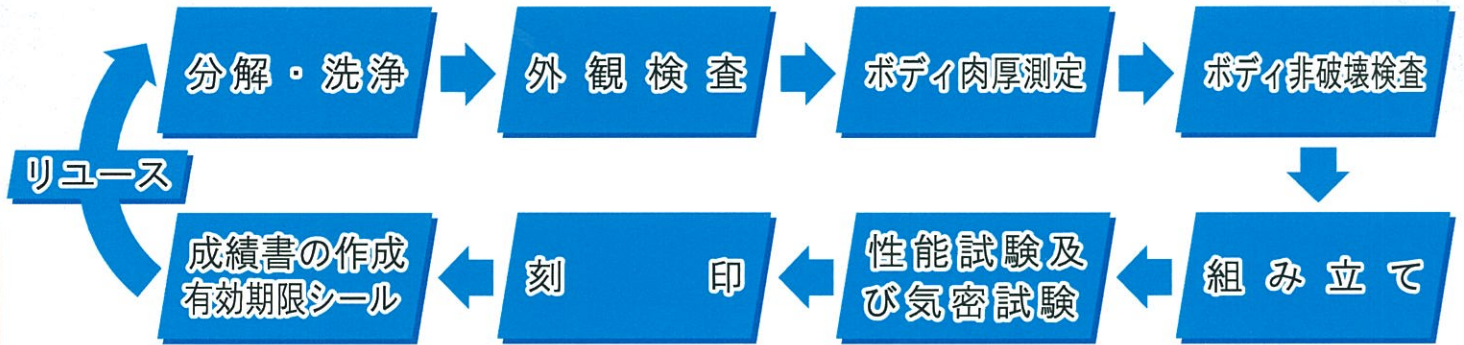 分解・洗浄
外観検査
ボディ肉厚測定
ボディ非破壊検査
組み立て
性能試験及
び気密試験
刻印
成績書の作成
有効期限シール
リユース